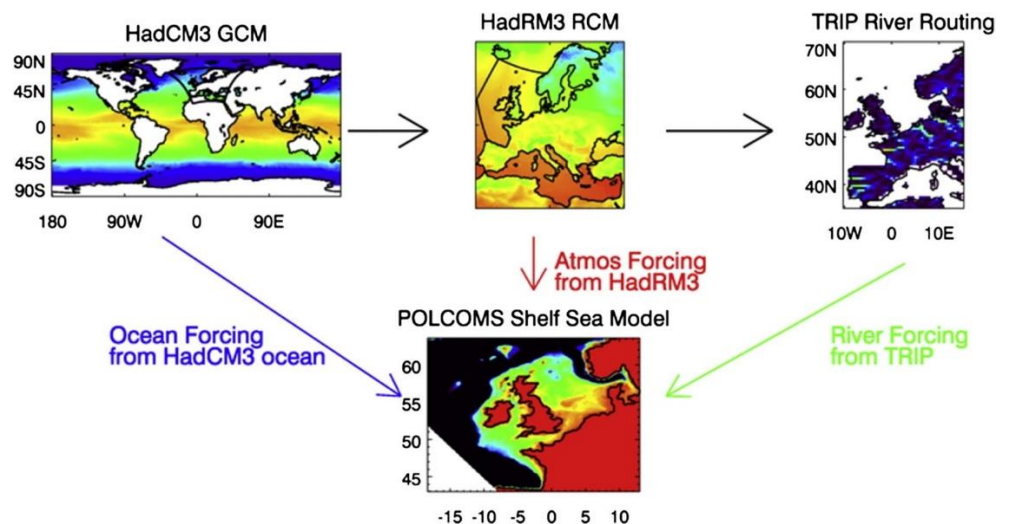 HadCM3 GCM
HadRM3 RCM
TRIP River Routing
90N
45N
0
45S
90S
180 90W 0 90E
70N
60N
50N
40N
10W 0 10E
Atmos Forcing
from HadRM3
Ocean Forcing
from HadCM3 ocean
River Forcing
from TRIP
POLCOMS Shelf Sea Model
60
55
50
45
-15 -10 -5 0 5 10